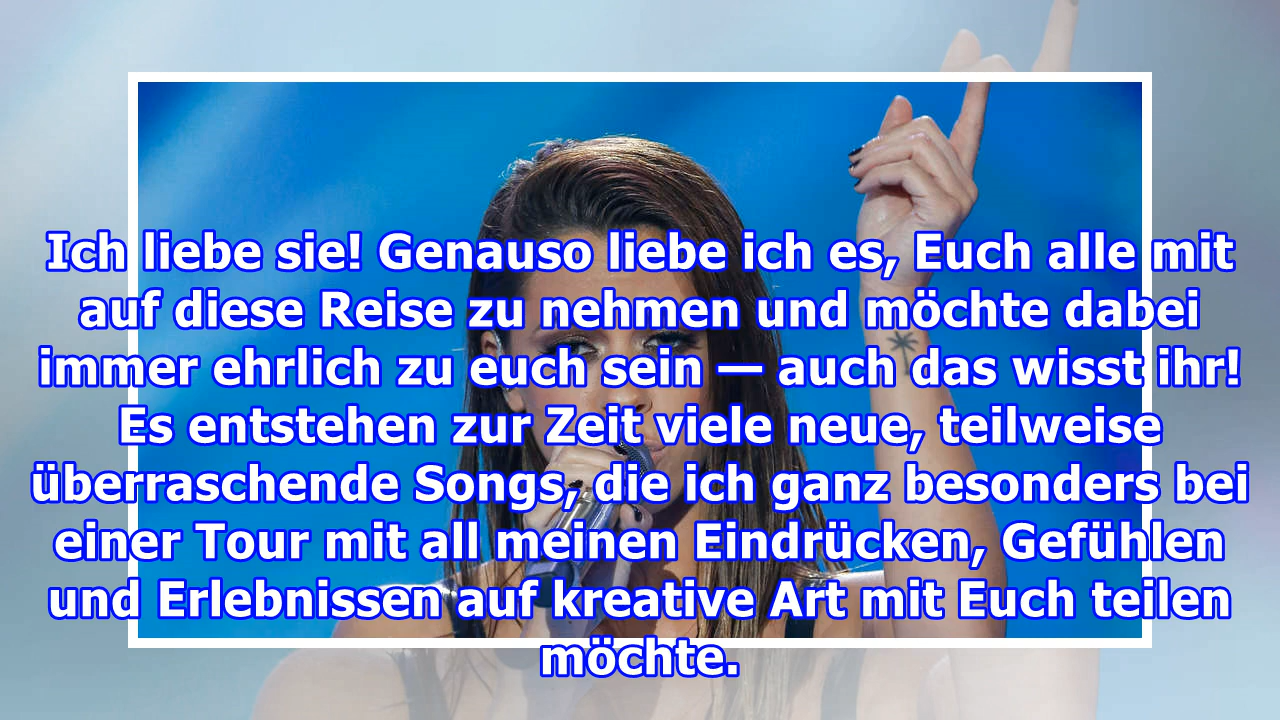 Ich liebe sie! Genauso liebe ich es, Euch alle mit
auf diese Reise zu nehmen und möchte dabei
immer ehrlich zu euch sein — auch das wisst ihr!
Es entstehen zur Zeit viele neue, teilweise
überraschende Songs, die ich ganz besonders bei
einer Tour mit all meinen Eindrücken, Gefühlen
und Erlebnissen auf kreative Art mit Euch teilen
möchte.